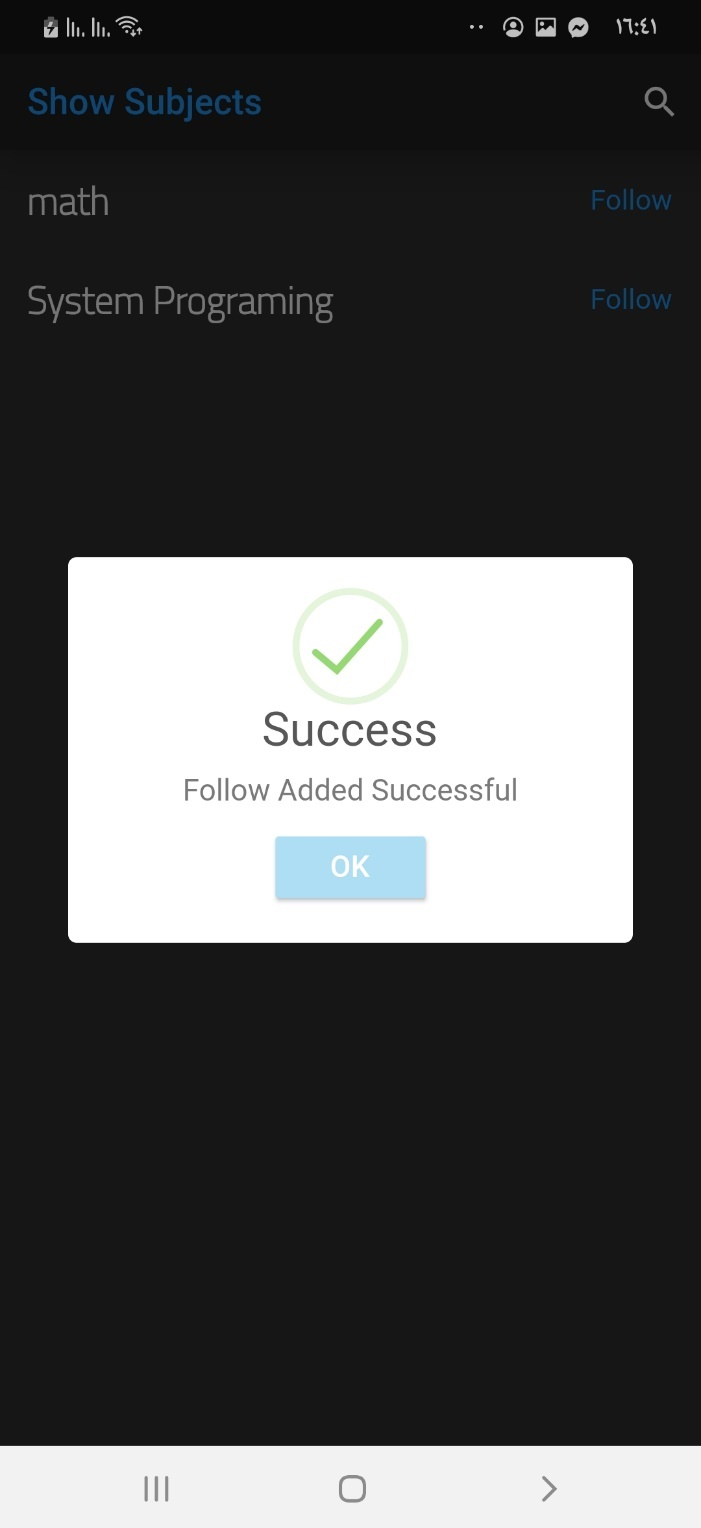 ١٦:٤١
Show Subjects
math Follow
System Programing Follow
Success
Follow Added Successful
OK